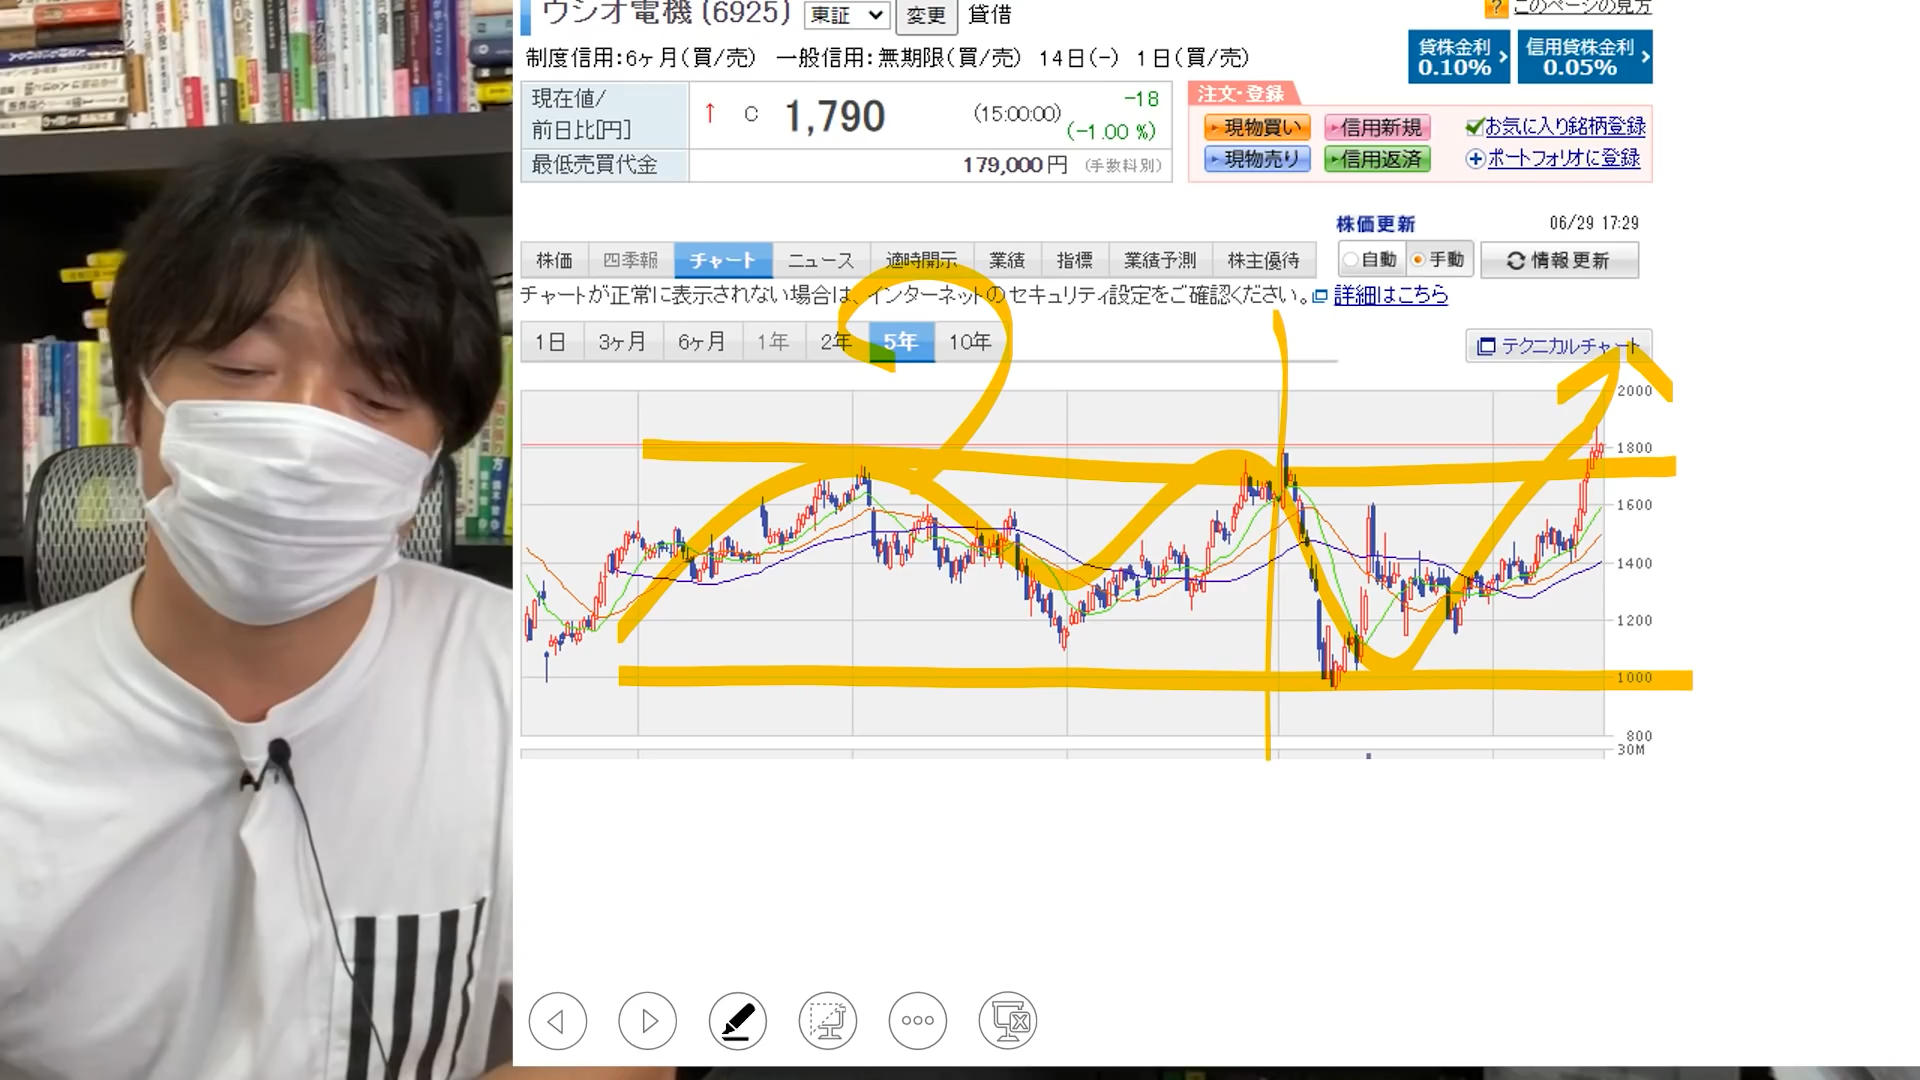 ウシオ電機 (6925) 東証 変更 貸借
? このページの見方
制度信用:6ヶ月(買/売) 一般信用:無期限(買/売) 14日(-) 1日(買/売)
貸株金利
0.10%
信用貸株金利
0.05%
現在値/
前日比[円]
↑ C 1,790 (15:00:00) -18
(-1.00 %)
最低売買代金 179,000 円 (手数料別)
注文・登録
現物買い 信用新規 お気に入り銘柄登録
現物売り 信用返済 ポートフォリオに登録
株価更新 06/29 17:29
自動 手動 情報更新
株価 四季報 チャート ニュース 適時開示 業績 指標 業績予測 株主優待
チャートが正常に表示されない場合は、インターネットのセキュリティ設定をご確認ください。 詳細はこちら
1日 3ヶ月 6ヶ月 1年 2年 5年 10年
テクニカルチャート
2000
1800
1600
1400
1200
1000
800
30M